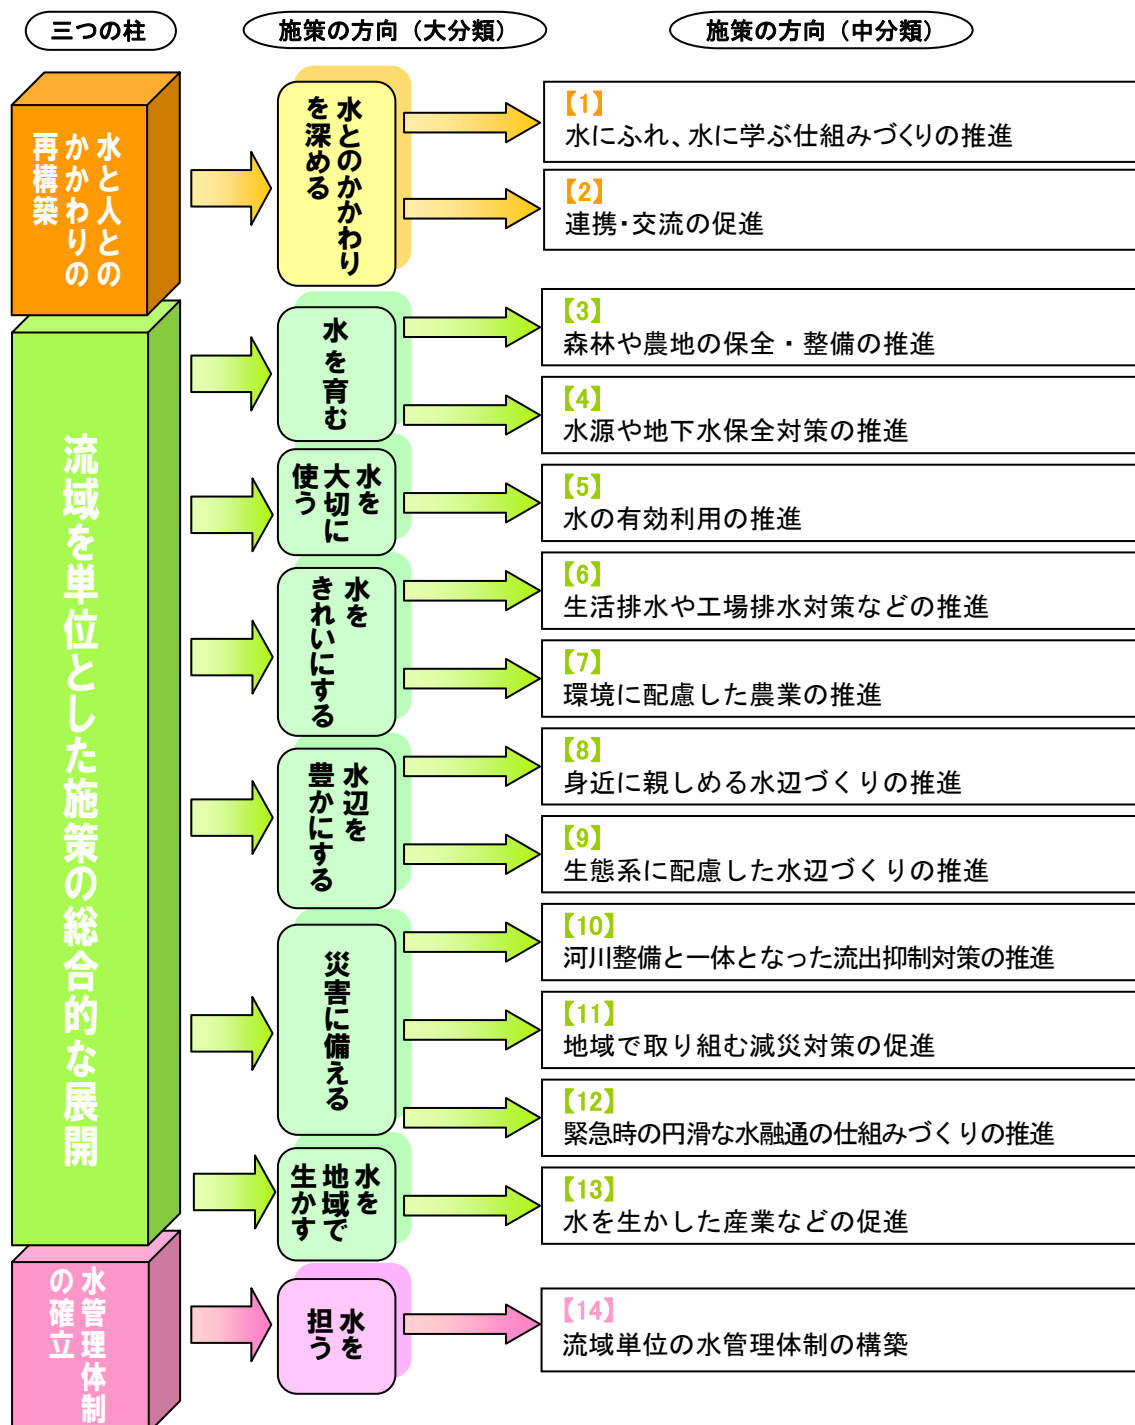 三つの柱
施策の方向（大分類）
施策の方向（中分類）
水と人との
かかわりの
再構築
水とのかかわり
を深める
【1】
水にふれ、水に学ぶ仕組みづくりの推進
【2】
連携・交流の促進
流域を単位とした施策の総合的な展開
水を育む
【3】
森林や農地の保全・整備の推進
【4】
水源や地下水保全対策の推進
水を
大切に
使う
【5】
水の有効利用の推進
水を
きれいにする
【6】
生活排水や工場排水対策などの推進
【7】
環境に配慮した農業の推進
水辺を
豊かにする
【8】
身近に親しめる水辺づくりの推進
【9】
生態系に配慮した水辺づくりの推進
災害に備える
【10】
河川整備と一体となった流出抑制対策の推進
【11】
地域で取り組む減災対策の促進
【12】
緊急時の円滑な水融通の仕組みづくりの推進
水を
地域で
生かす
【13】
水を生かした産業などの促進
水管理体制
の確立
水を
担う
【14】
流域単位の水管理体制の構築